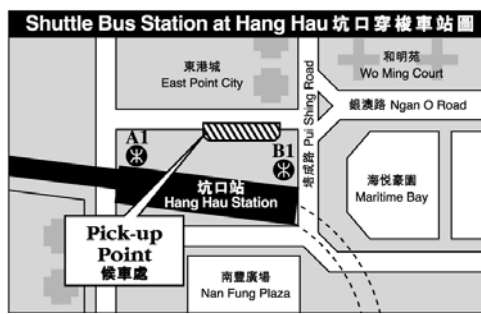 Shuttle Bus Station at Hang Hau 坑口穿梭車站圖
東港城
East Point City
和明苑
Wo Ming Court
培成路 Pui Shing Road
銀澳路 Ngan O Road
A1
B1
坑口站
Hang Hau Station
海悅豪園
Maritime Bay
Pick-up
Point
候車處
南豐廣場
Nan Fung Plaza